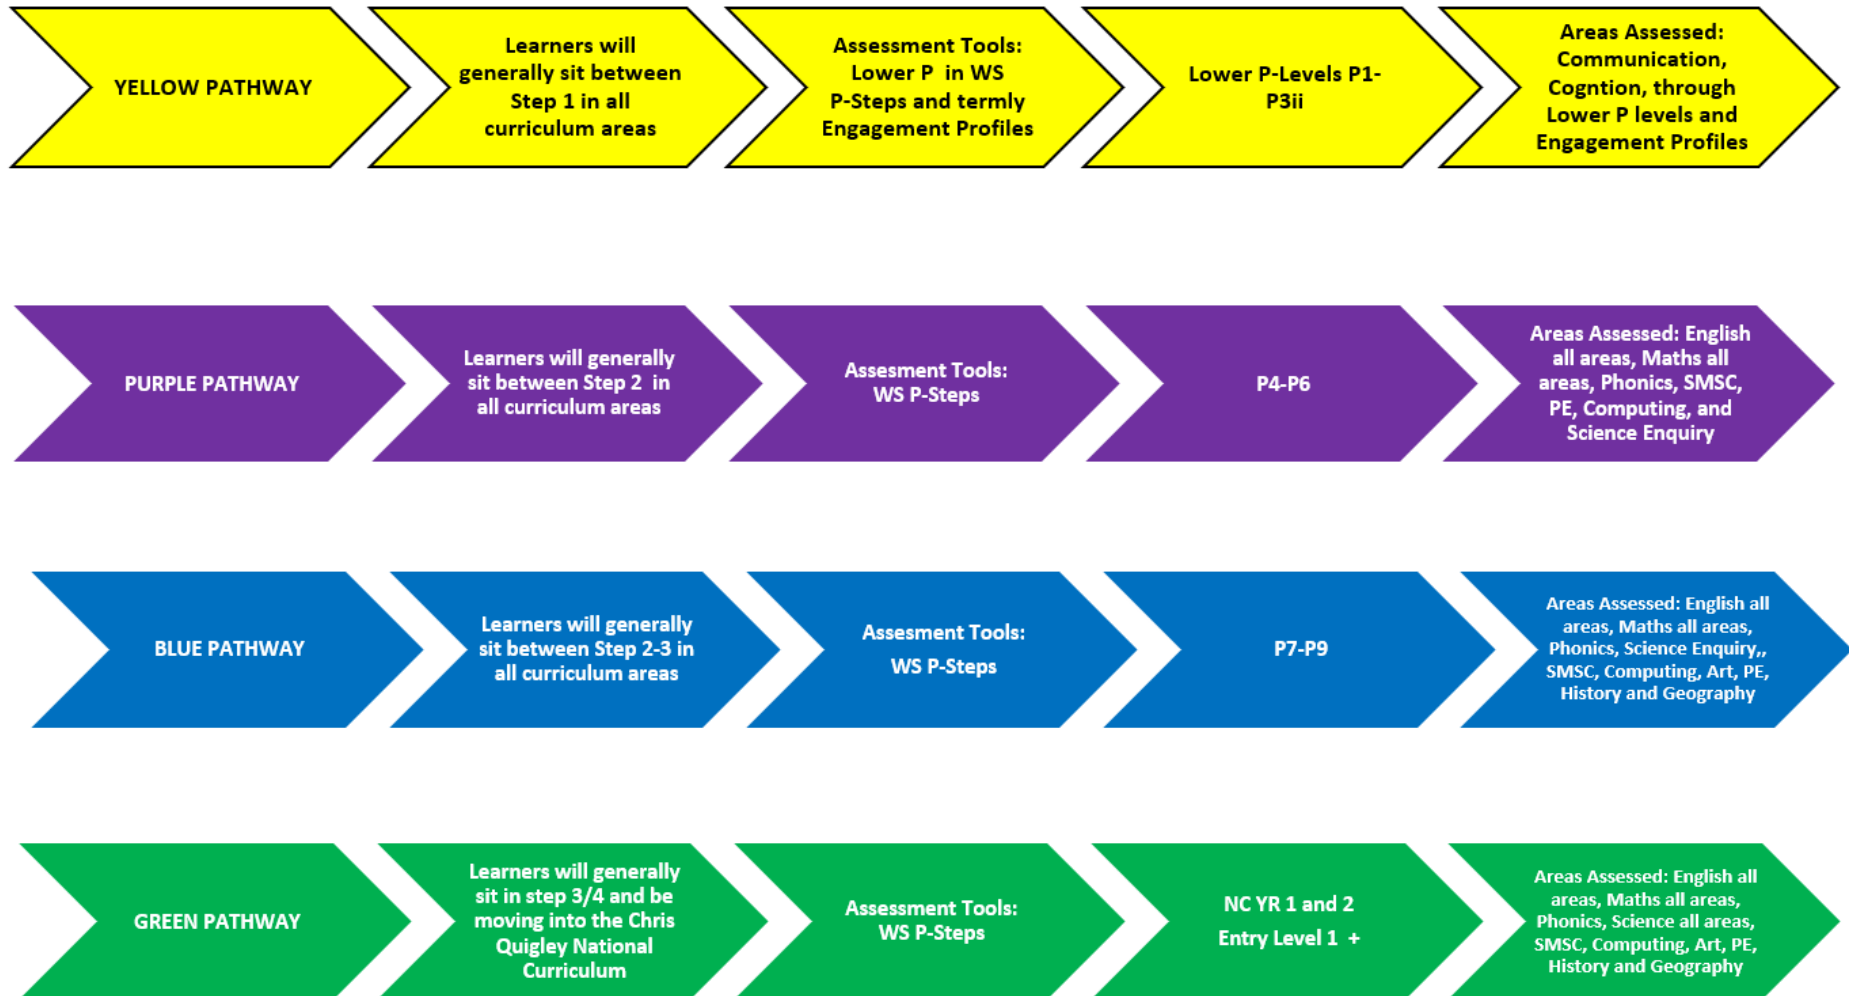 YELLOW PATHWAY
Learners will
generally sit between
Step 1 in all
curriculum areas
Assessment Tools:
Lower P in WS
P-Steps and termly
Engagement Profiles
Lower P-Levels P1-
P3ii
Areas Assessed:
Communication,
Cogntion, through
Lower P levels and
Engagement Profiles
PURPLE PATHWAY
Learners will generally
sit between Step 2 in
all curriculum areas
Assesment Tools:
WS P-Steps
P4-P6
Areas Assessed: English
all areas, Maths all
areas, Phonics, SMSC,
PE, Computing, and
Science Enquiry
BLUE PATHWAY
Learners will generally
sit between Step 2-3 in
all curriculum areas
Assesment Tools:
WS P-Steps
P7-P9
Areas Assessed: English all
areas, Maths all areas,
Phonics, Science Enquiry,,
SMSC, Computing, Art, PE,
History and Geography
GREEN PATHWAY
Learners will generally
sit in step 3/4 and be
moving into the Chris
Quigley National
Curriculum
Assessment Tools:
WS P-Steps
NC YR 1 and 2
Entry Level 1 +
Areas Assessed: English all
areas, Maths all areas,
Phonics, Science all areas,
SMSC, Computing, Art, PE,
History and Geography